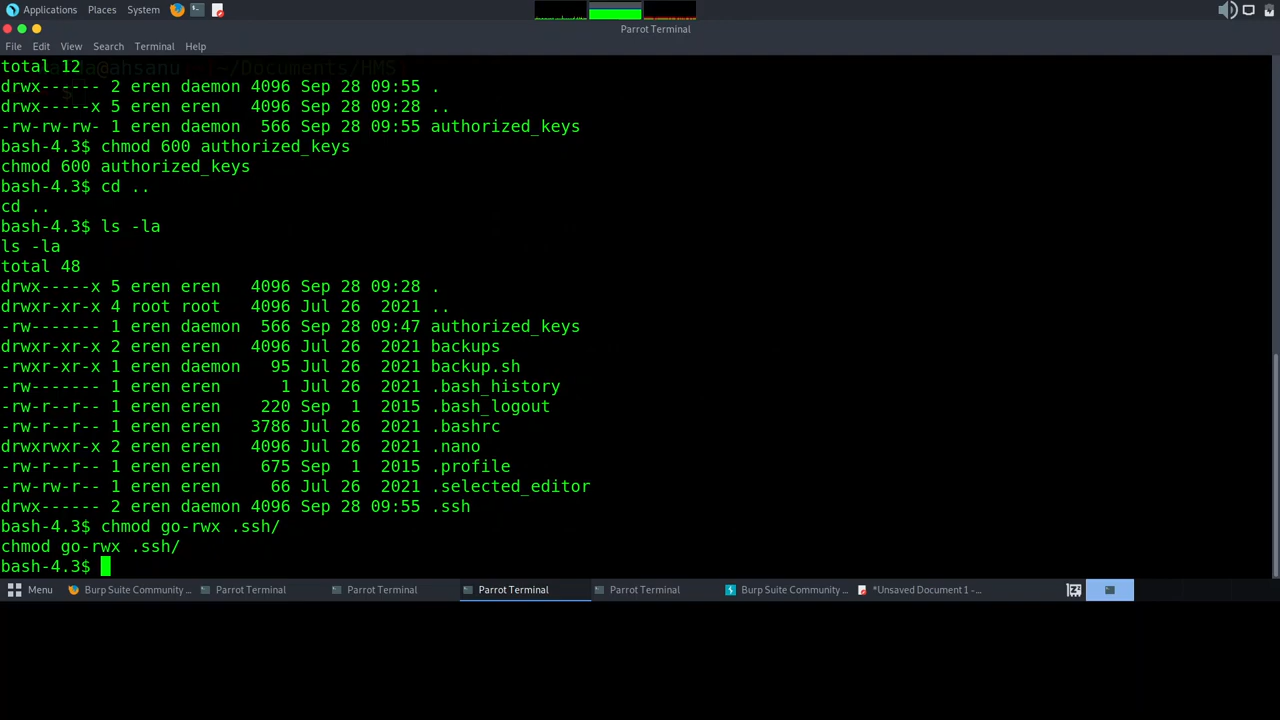 Applications Places System
Parrot Terminal
File Edit View Search Terminal Help
total 12
drwx------ 2 eren daemon 4096 Sep 28 09:55 .
drwx-----x 5 eren eren   4096 Sep 28 09:28 ..
-rw-rw-rw- 1 eren daemon  566 Sep 28 09:55 authorized_keys
bash-4.3$ chmod 600 authorized_keys
chmod 600 authorized_keys
bash-4.3$ cd ..
cd ..
bash-4.3$ ls -la
ls -la
total 48
drwx-----x 5 eren eren   4096 Sep 28 09:28 .
drwxr-xr-x 4 root root   4096 Jul 26  2021 ..
-rw------- 1 eren daemon  566 Sep 28 09:47 authorized_keys
drwxr-xr-x 2 eren eren   4096 Jul 26  2021 backups
-rwxr-xr-x 1 eren daemon   95 Jul 26  2021 backup.sh
-rw------- 1 eren eren      1 Jul 26  2021 .bash_history
-rw-r--r-- 1 eren eren    220 Sep  1  2015 .bash_logout
-rw-r--r-- 1 eren eren   3786 Jul 26  2021 .bashrc
drwxrwxr-x 2 eren eren   4096 Jul 26  2021 .nano
-rw-r--r-- 1 eren eren    675 Sep  1  2015 .profile
-rw-rw-r-- 1 eren eren     66 Jul 26  2021 .selected_editor
drwx------ 2 eren daemon 4096 Sep 28 09:55 .ssh
bash-4.3$ chmod go-rwx .ssh/
chmod go-rwx .ssh/
bash-4.3$
Menu Burp Suite Community ... Parrot Terminal Parrot Terminal Parrot Terminal Parrot Terminal Burp Suite Community ... *Unsaved Document 1 -...